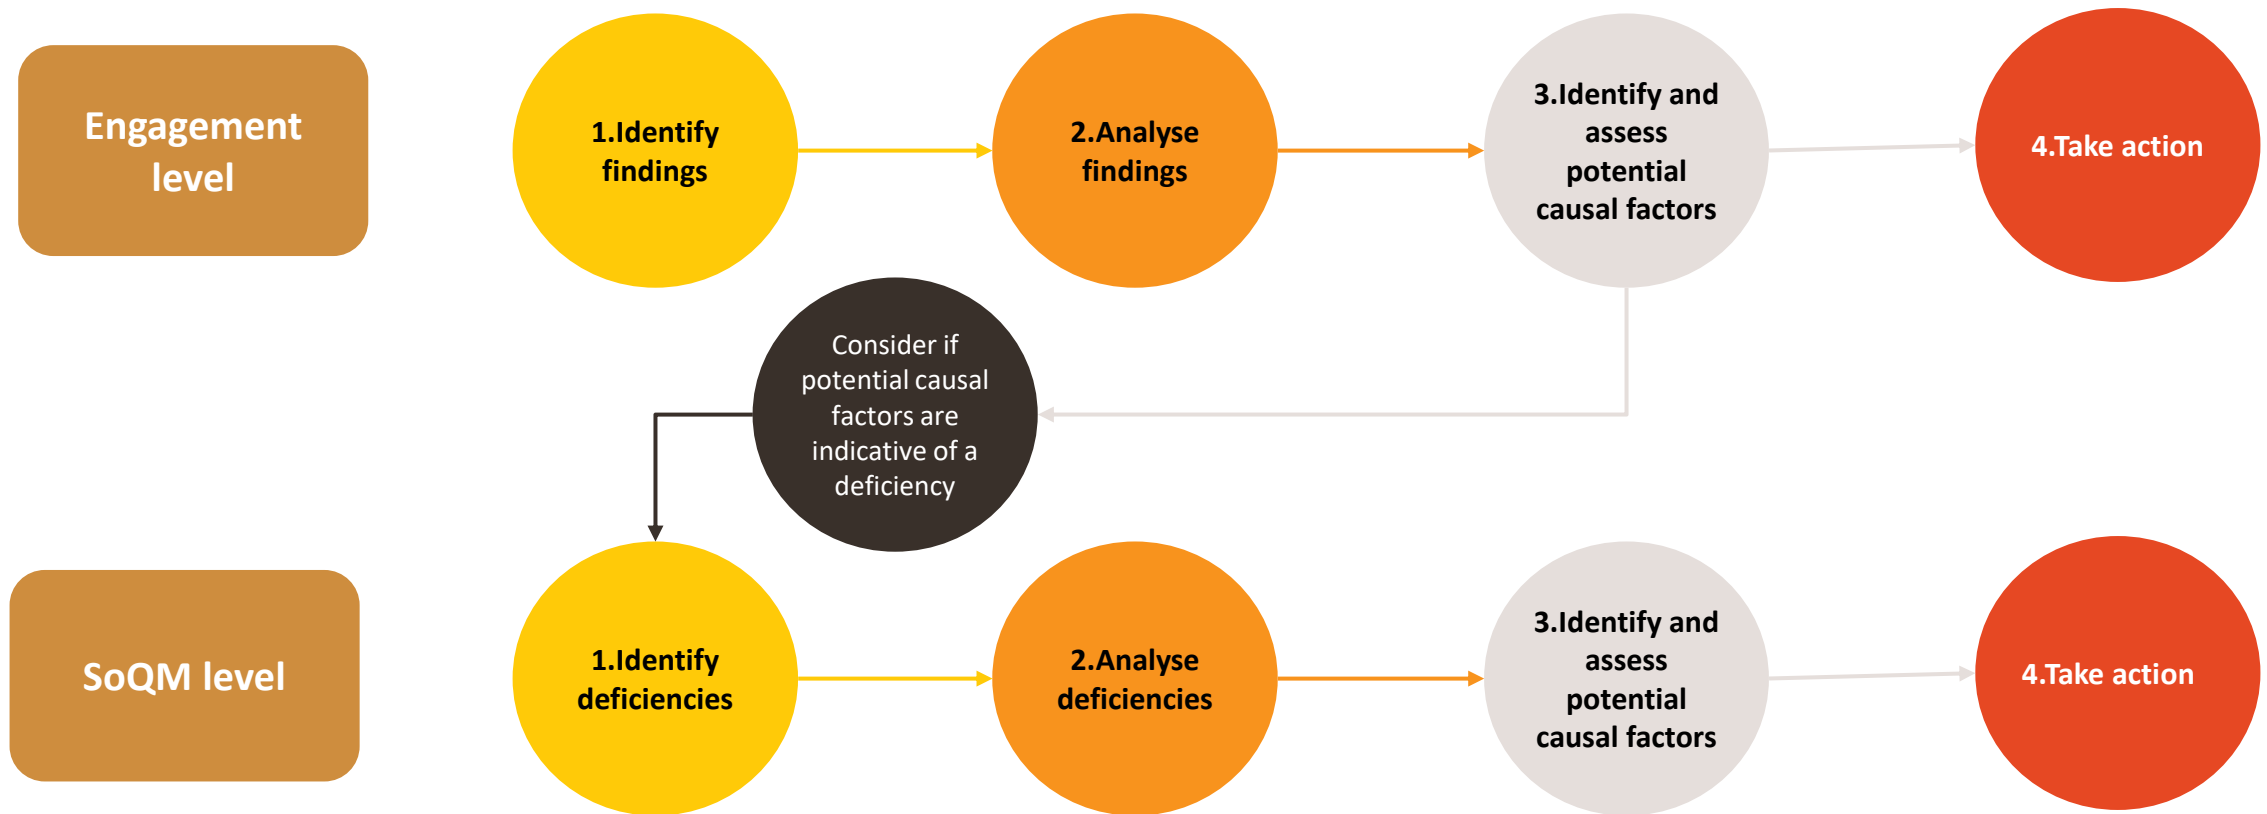 Engagement
level
1.Identify
findings
2.Analyse
findings
3.Identify and
assess
potential
causal factors
4.Take action
Consider if
potential causal
factors are
indicative of a
deficiency
SoQM level
1.Identify
deficiencies
2.Analyse
deficiencies
3.Identify and
assess
potential
causal factors
4.Take action